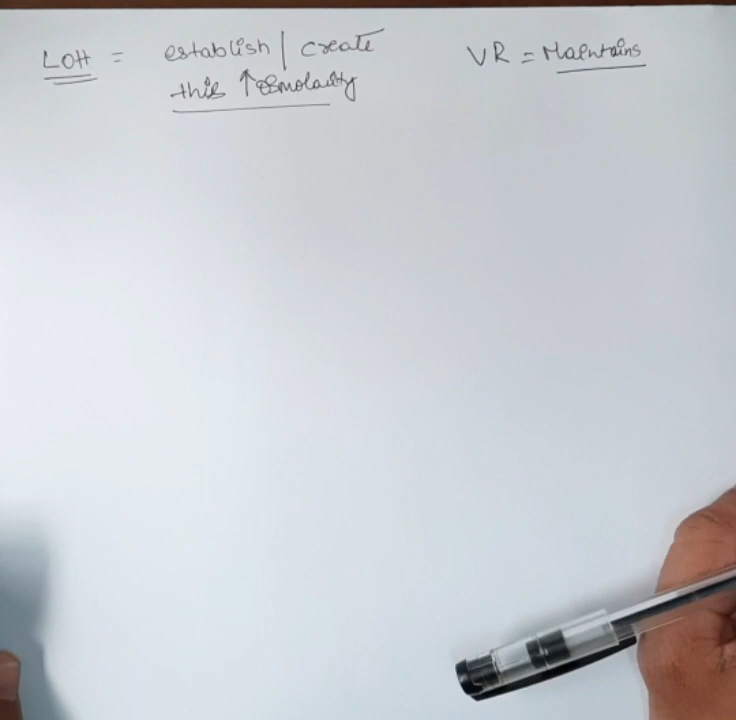 LOH = establish | create VR = Maintains
this ↑ osmolality